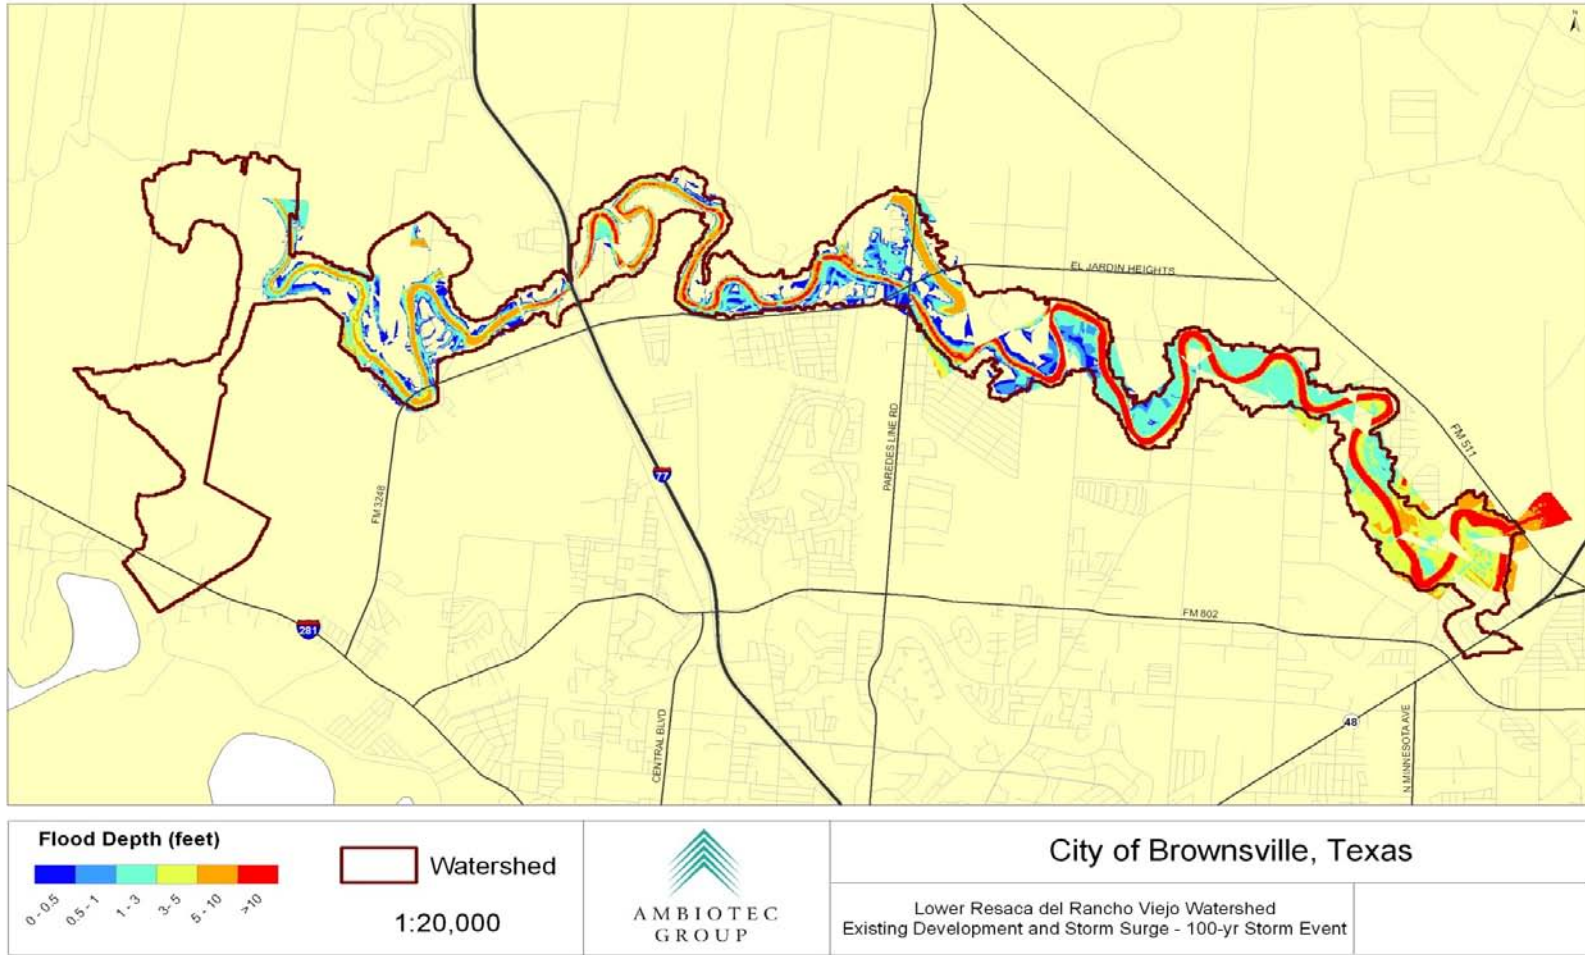 N
EL JARDIN HEIGHTS
FM 511
PAREDES LINE RD
FM 3248
77
FM 802
281
48
CENTRAL BLVD
N MINNESOTA AVE
Flood Depth (feet)
0 - 0.5
0.5 - 1
1 - 3
3- 5
5 - 10
>10
Watershed
1:20,000
AMBIOTEC
GROUP
City of Brownsville, Texas
Lower Resaca del Rancho Viejo Watershed
Existing Development and Storm Surge - 100-yr Storm Event